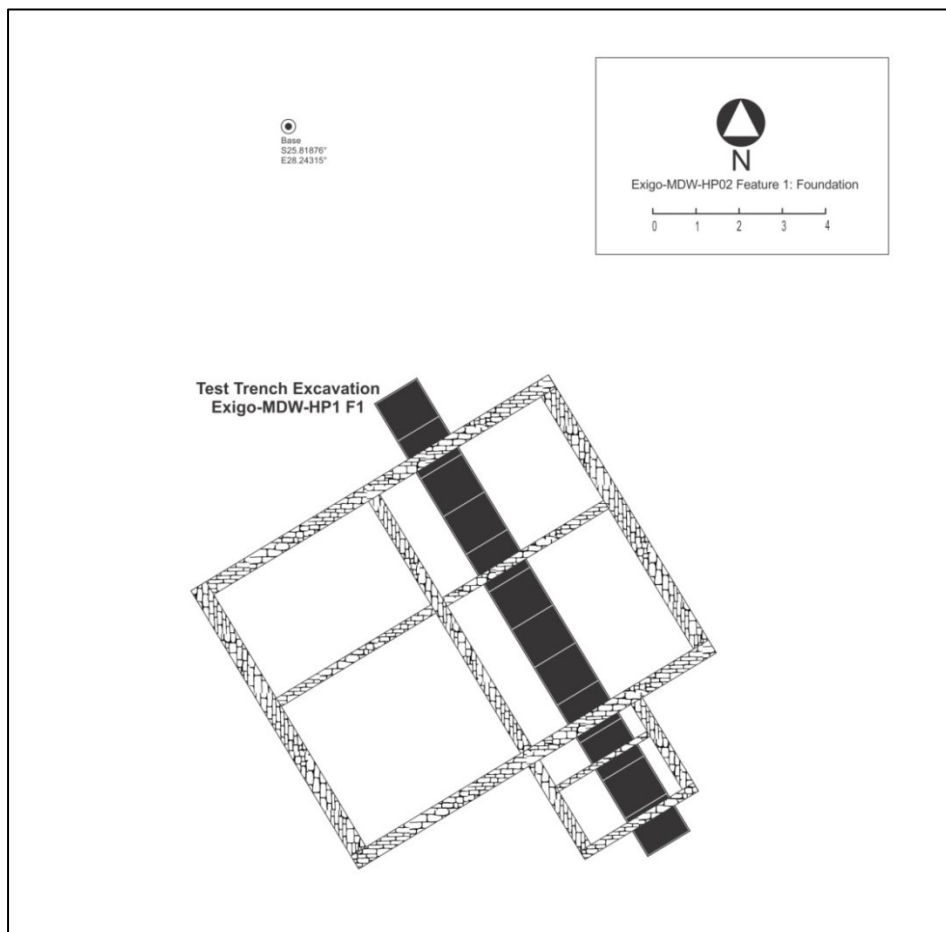 Base
S25.81876°
E28.24315°
N
Exigo-MDW-HP02 Feature 1: Foundation
0 1 2 3 4
Test Trench Excavation
Exigo-MDW-HP1 F1